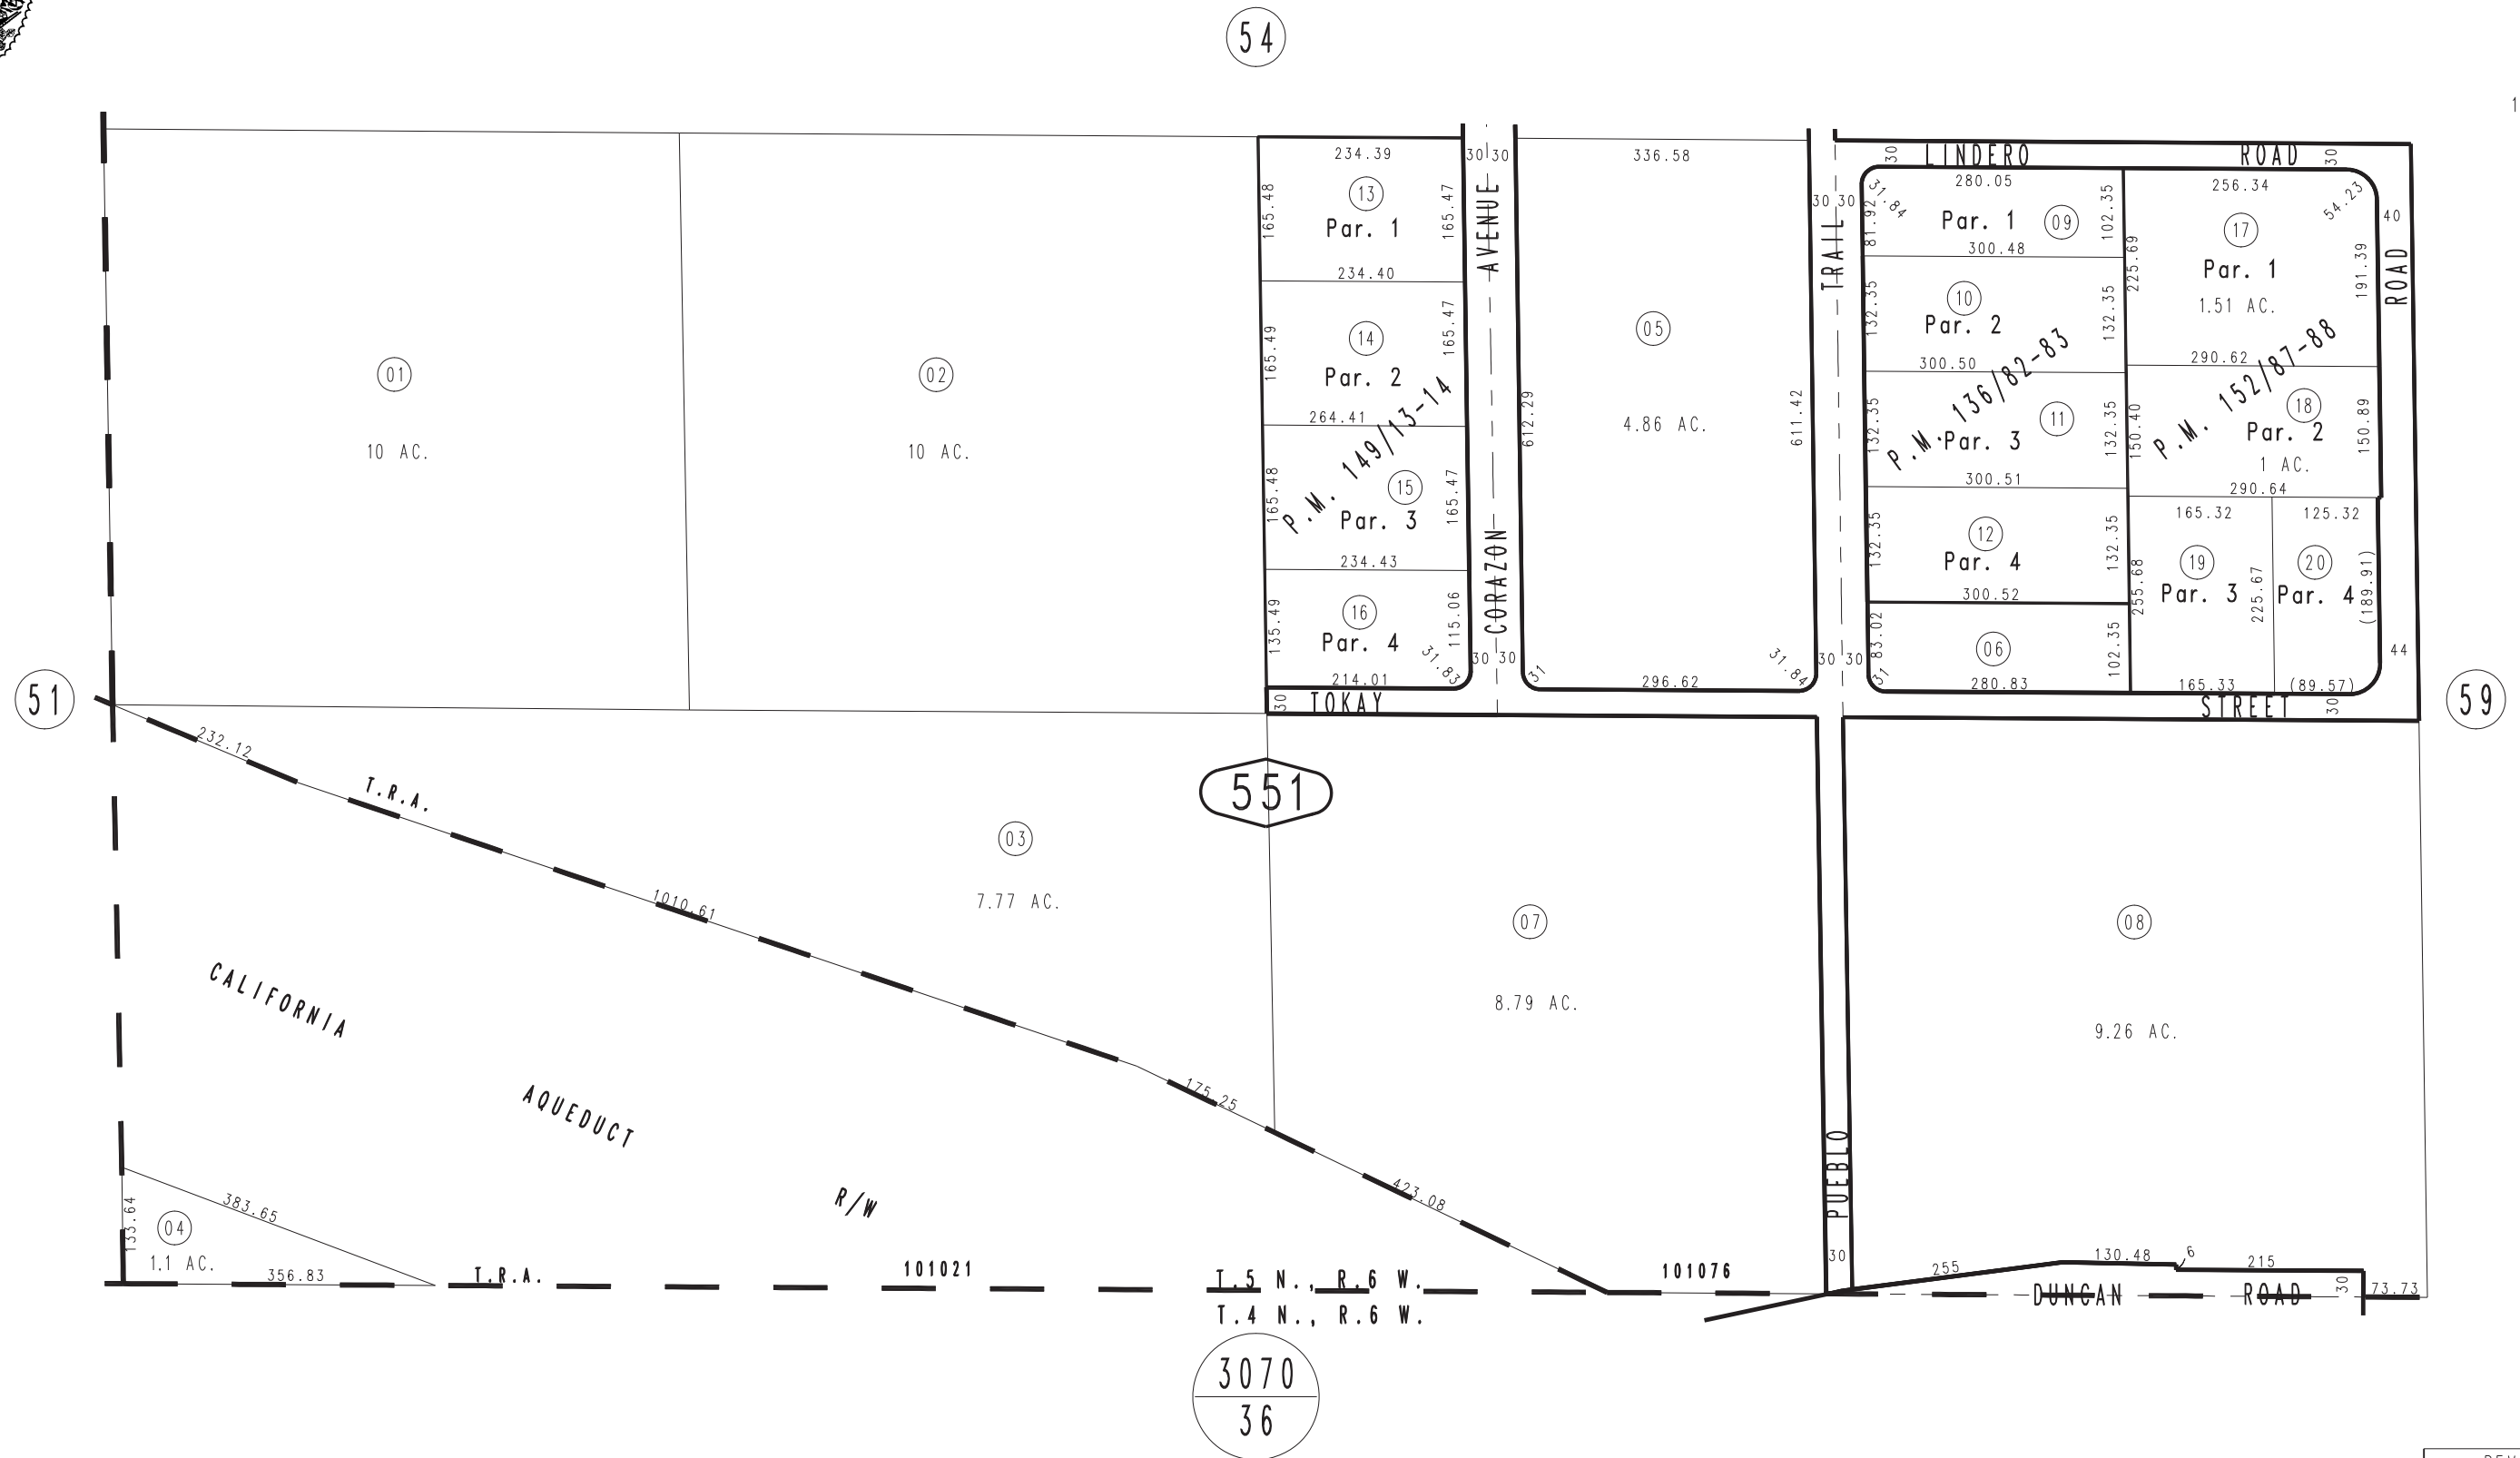 54
LINDERO ROAD
30
30
234.39
30 30
336.58
280.05
256.34
13
Par. 1
165.48
165.47
234.40
AVENUE
30 30
TRAIL
31.84
81.92
Par. 1
09
102.35
300.48
17
Par. 1
1.51 AC.
225.69
54.23
191.39
40
ROAD
01
10 AC.
02
10 AC.
14
Par. 2
165.49
165.47
264.41
05
4.86 AC.
612.29
611.42
10
Par. 2
132.35
132.35
300.50
290.62
P.M. 149/13-14
P.M. 136/82-83
P.M. 152/87-88
15
Par. 3
165.48
165.47
234.43
11
Par. 3
132.35
132.35
300.51
18
Par. 2
1 AC.
150.40
150.89
290.64
165.32
125.32
CORAZON
12
Par. 4
132.35
132.35
300.52
19
Par. 3
255.68
225.67
20
Par. 4
(189.91)
16
Par. 4
135.49
115.06
31.83
214.01
30 30
31
31.84
296.62
30 30
83.02
06
102.35
31
280.83
165.33
(89.57)
44
51
59
30
TOKAY
STREET
30
232.12
T.R.A.
551
03
7.77 AC.
1010.61
07
8.79 AC.
08
9.26 AC.
CALIFORNIA
AQUEDUCT
R/W
175.25
423.08
PUEBLO
30
133.64
383.65
04
1.1 AC.
356.83
T.R.A.
101021
101076
T.5 N., R.6 W.
T.4 N., R.6 W.
255
130.48
6
215
DUNCAN ROAD
30
73.73
3070
36